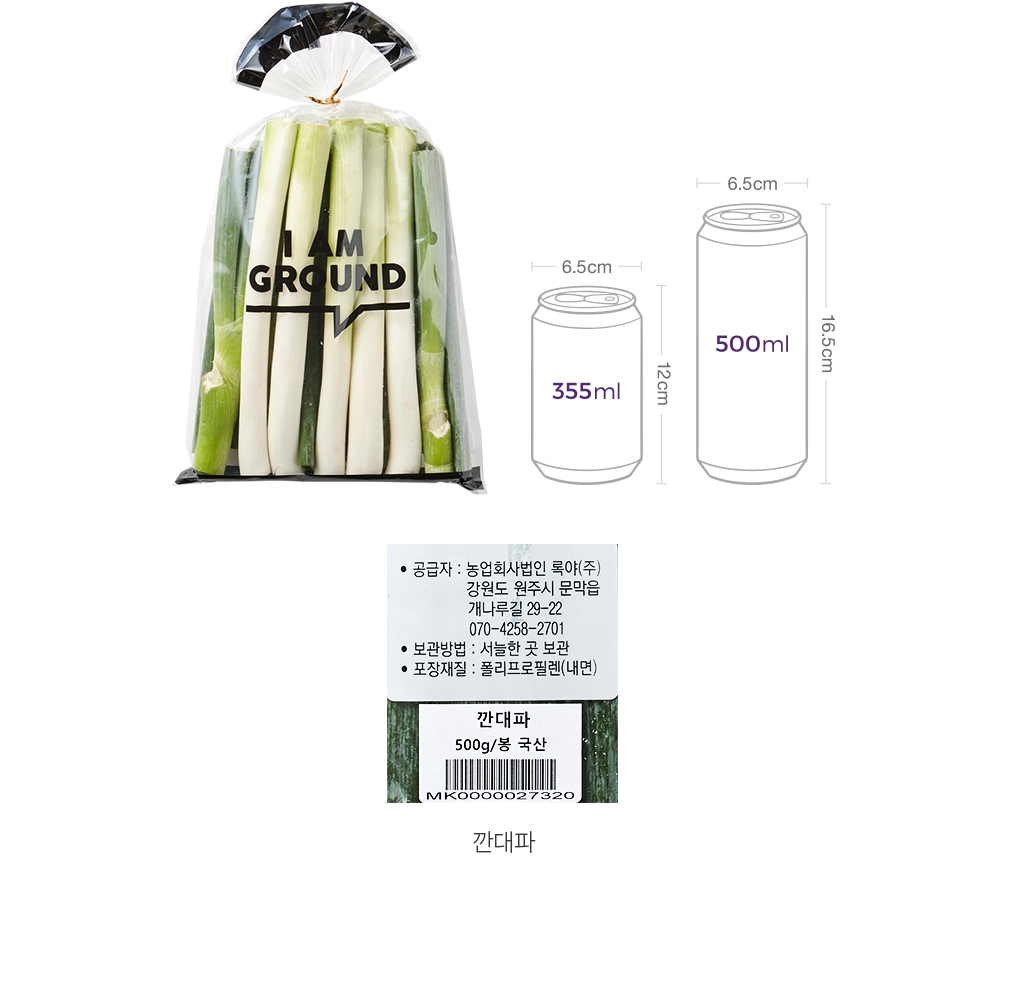 I AM
GROUND
6.5cm
12cm
355ml
6.5cm
16.5cm
500ml
• 공급자 : 농업회사법인 록야(주)
강원도 원주시 문막읍
개나루길 29-22
070-4258-2701
• 보관방법 : 서늘한 곳 보관
• 포장재질 : 폴리프로필렌(내면)
깐대파
500g/봉 국산
MK0000027320
깐대파